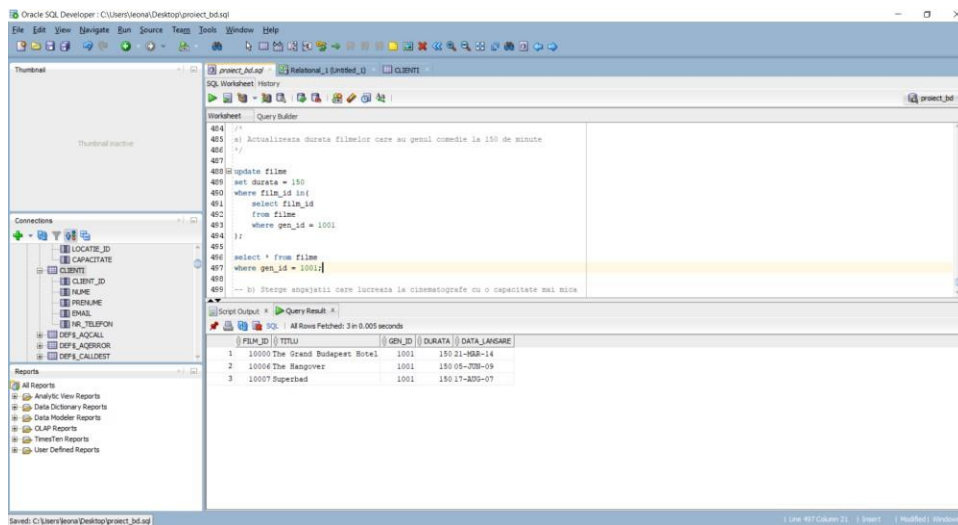 Oracle SQL Developer : C:\Users\leona\Desktop\proiect_bd.sql
File Edit View Navigate Run Source Team Tools Window Help
Thumbnail
Thumbnail inactive
Connections
LOCATIE_ID
CAPACITATE
CLIENTI
CLIENT_ID
NUME
PRENUME
EMAIL
NR_TELEFON
DEF$_AQCALL
DEF$_AQERROR
DEF$_CALLDEST
Reports
All Reports
Analytic View Reports
Data Dictionary Reports
Data Modeler Reports
OLAP Reports
TimesTen Reports
User Defined Reports
proiect_bd.sql Relational_1 (Untitled_1) CLIENTI
SQL Worksheet History
proiect_bd
Worksheet Query Builder
484 /*
485 a) Actualizeaza durata filmelor care au genul comedie la 150 de minute
486 */
487
488 update filme
489 set durata = 150
490 where film_id in(
491 select film_id
492 from filme
493 where gen_id = 1001
494 );
495
496 select * from filme
497 where gen_id = 1001;
498
499 -- b) Sterge angajatii care lucreaza la cinematografe cu o capacitate mai mica
Script Output x Query Result x
SQL | All Rows Fetched: 3 in 0.005 seconds
FILM_ID TITLU GEN_ID DURATA DATA_LANSARE
1 10000 The Grand Budapest Hotel 1001 150 21-MAR-14
2 10006 The Hangover 1001 150 05-JUN-09
3 10007 Superbad 1001 150 17-AUG-07
Saved: C:\Users\leona\Desktop\proiect_bd.sql
Line 497 Column 21 | Insert | Modified | Windows